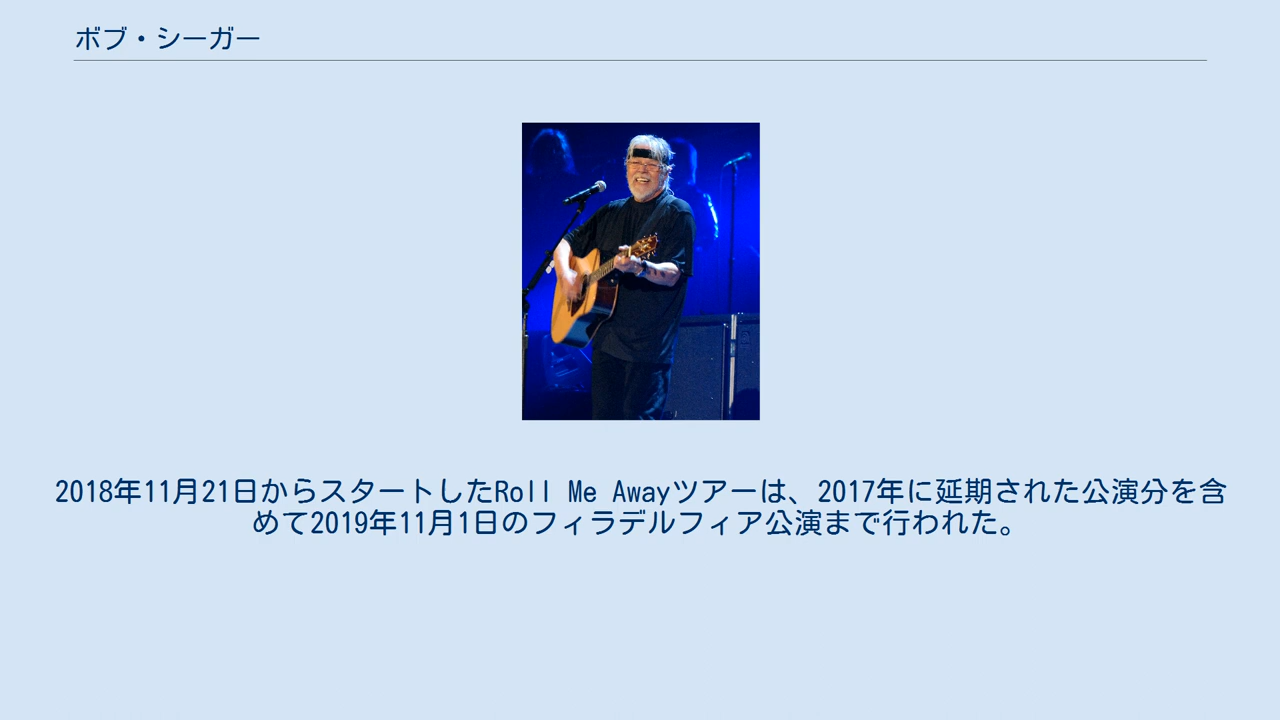 ボブ・シーガー
2018年11月21日からスタートしたRoll Me Awayツアーは、2017年に延期された公演分を含
めて2019年11月1日のフィラデルフィア公演まで行われた。